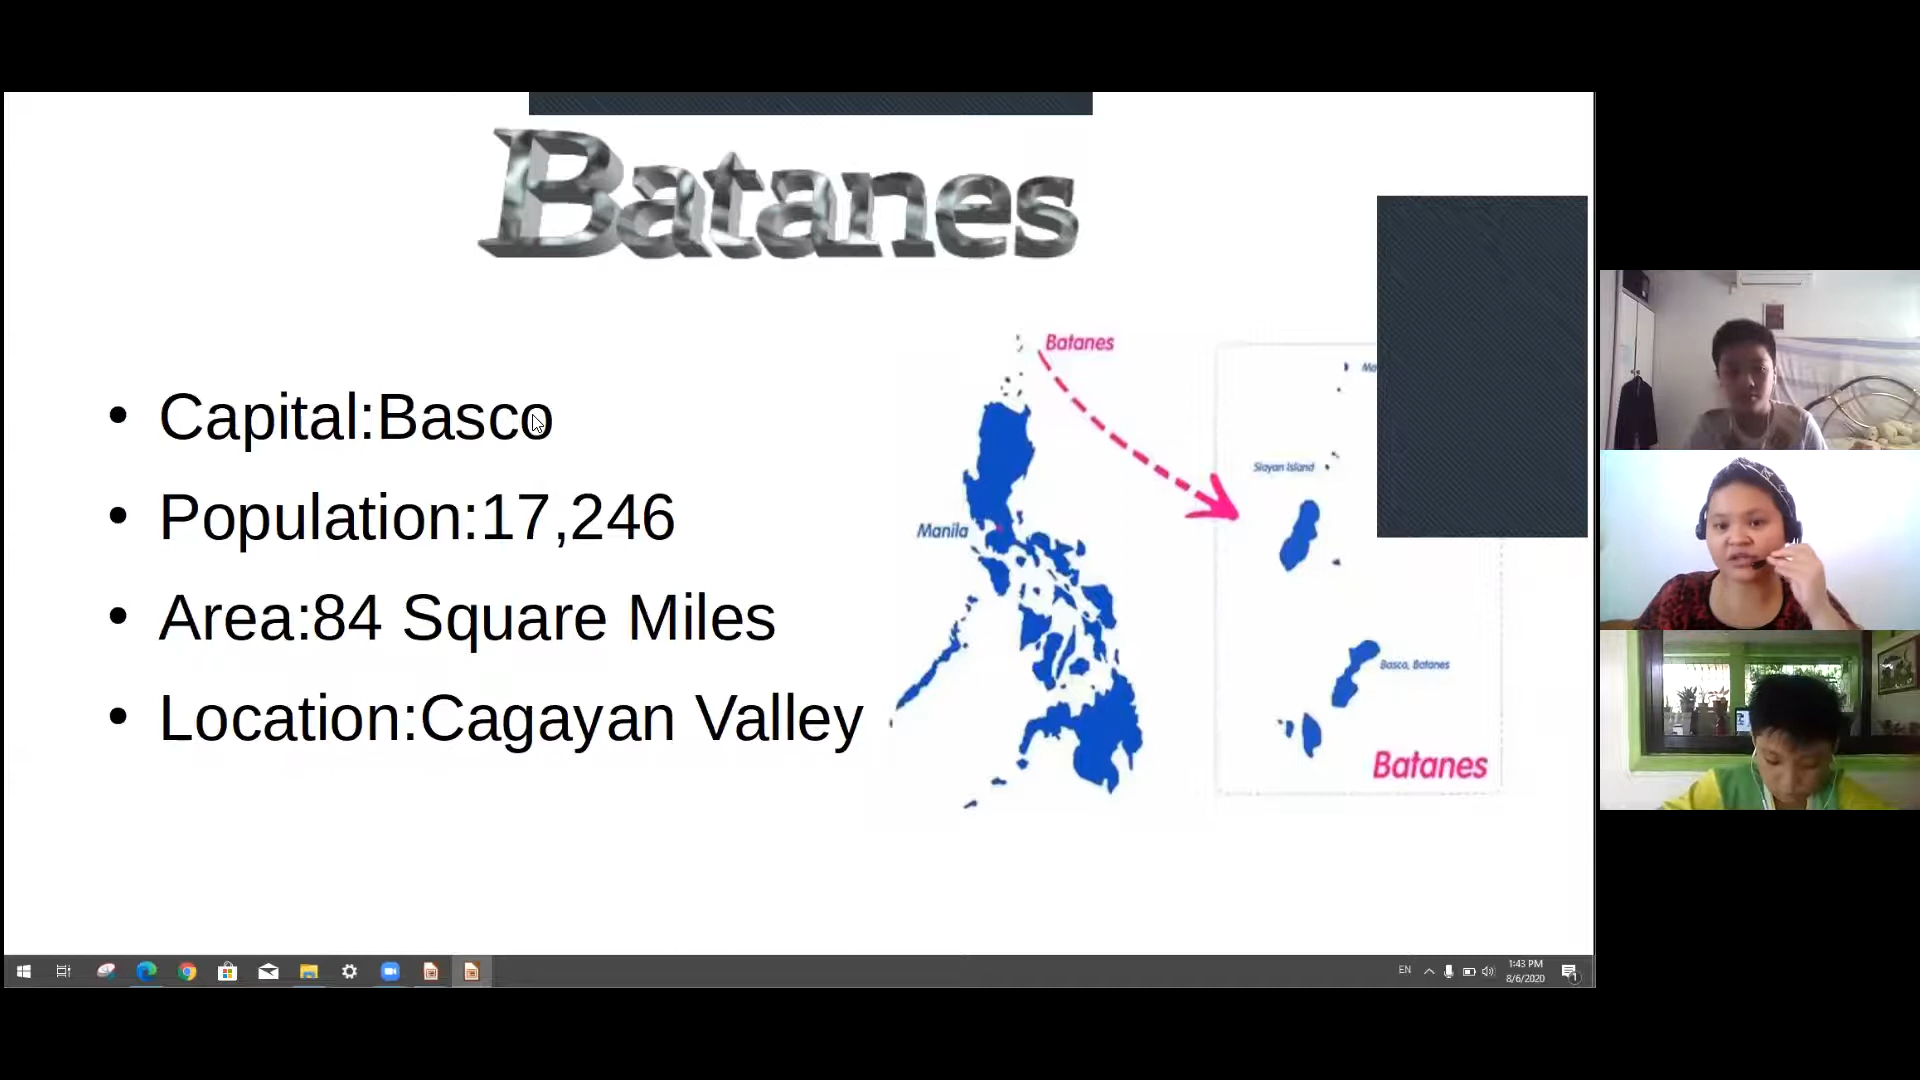 Batanes
Capital:Basco
Population:17,246
Area:84 Square Miles
Location:Cagayan Valley
Batanes
Manila
Siayan Island
Basco, Batanes
Batanes
EN
1:43 PM
8/6/2020
1